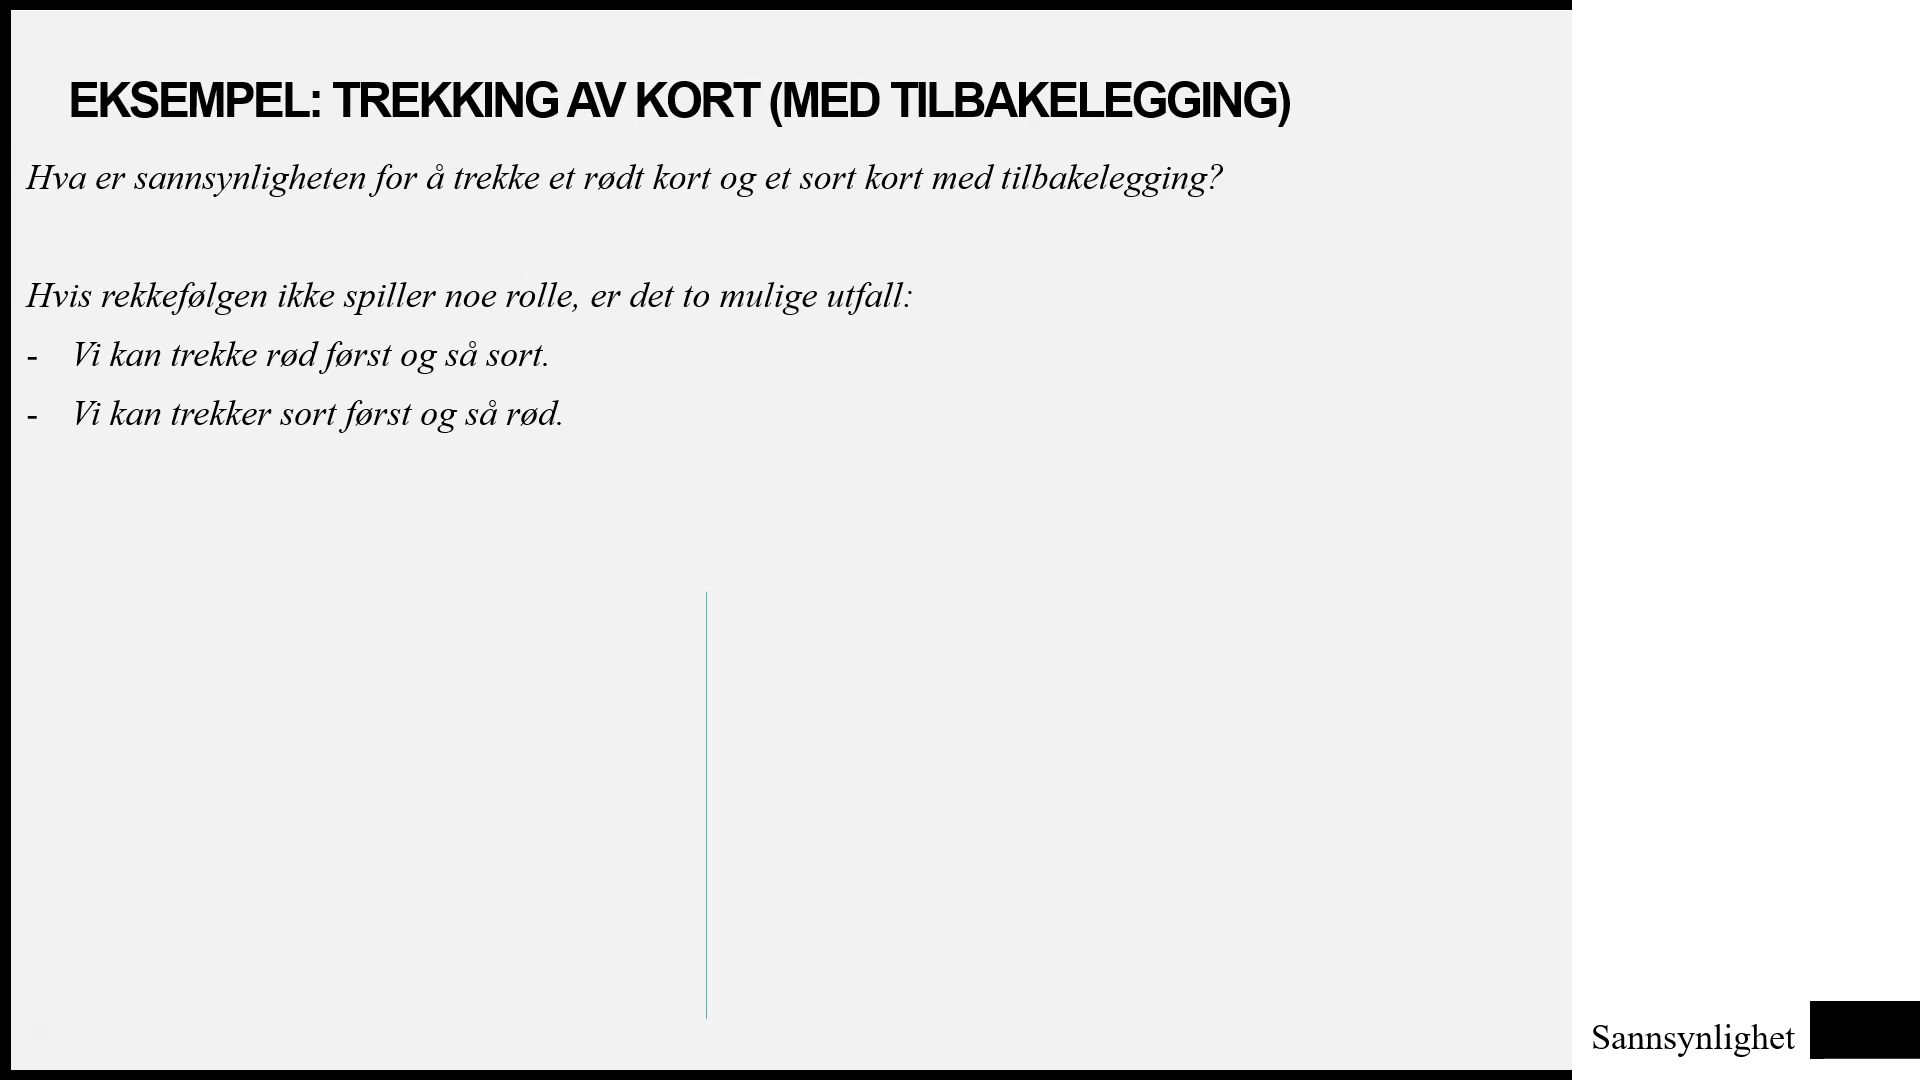 EKSEMPEL: TREKKING AV KORT (MED TILBAKELEGGING)
Hva er sannsynligheten for å trekke et rødt kort og et sort kort med tilbakelegging?
Hvis rekkefølgen ikke spiller noe rolle, er det to mulige utfall:
- Vi kan trekke rød først og så sort.
- Vi kan trekker sort først og så rød.
Sannsynlighet